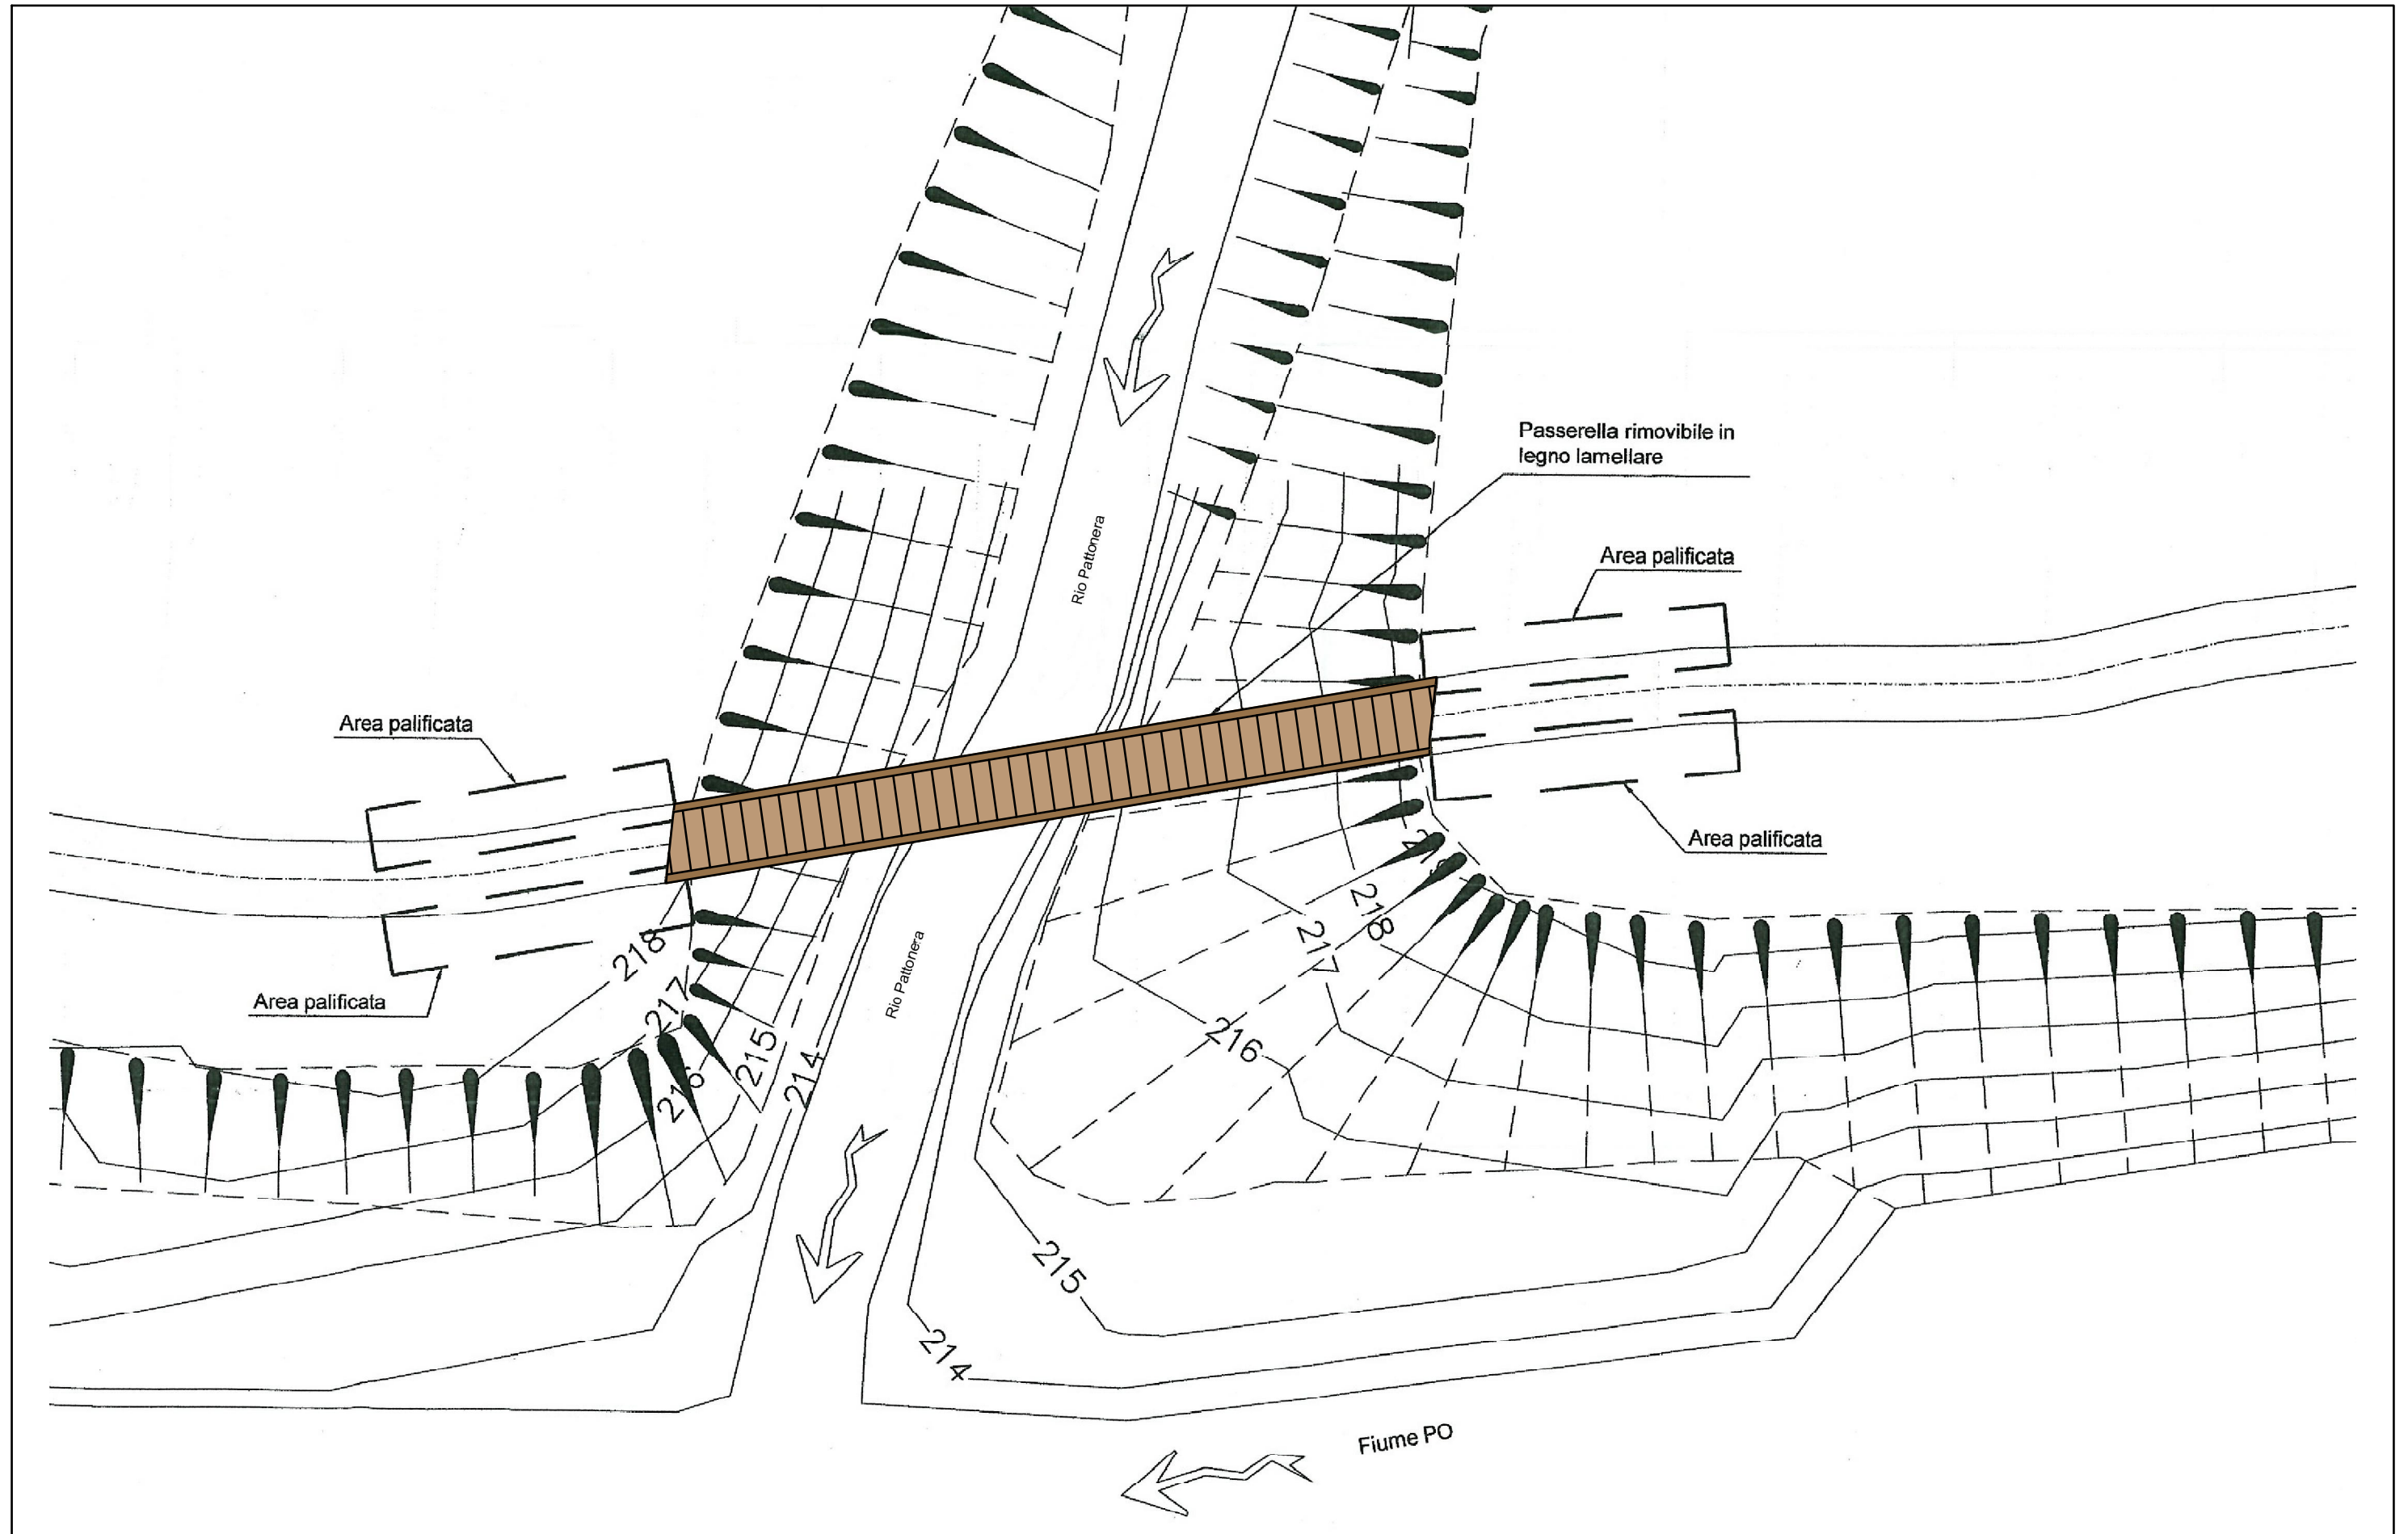 Passerella rimovibile in
legno lamellare
Rio Pattonera
Area palificata
Area palificata
Area palificata
Area palificata
218
217
216
215
214
Rio Pattonera
218
217
216
215
214
Fiume PO